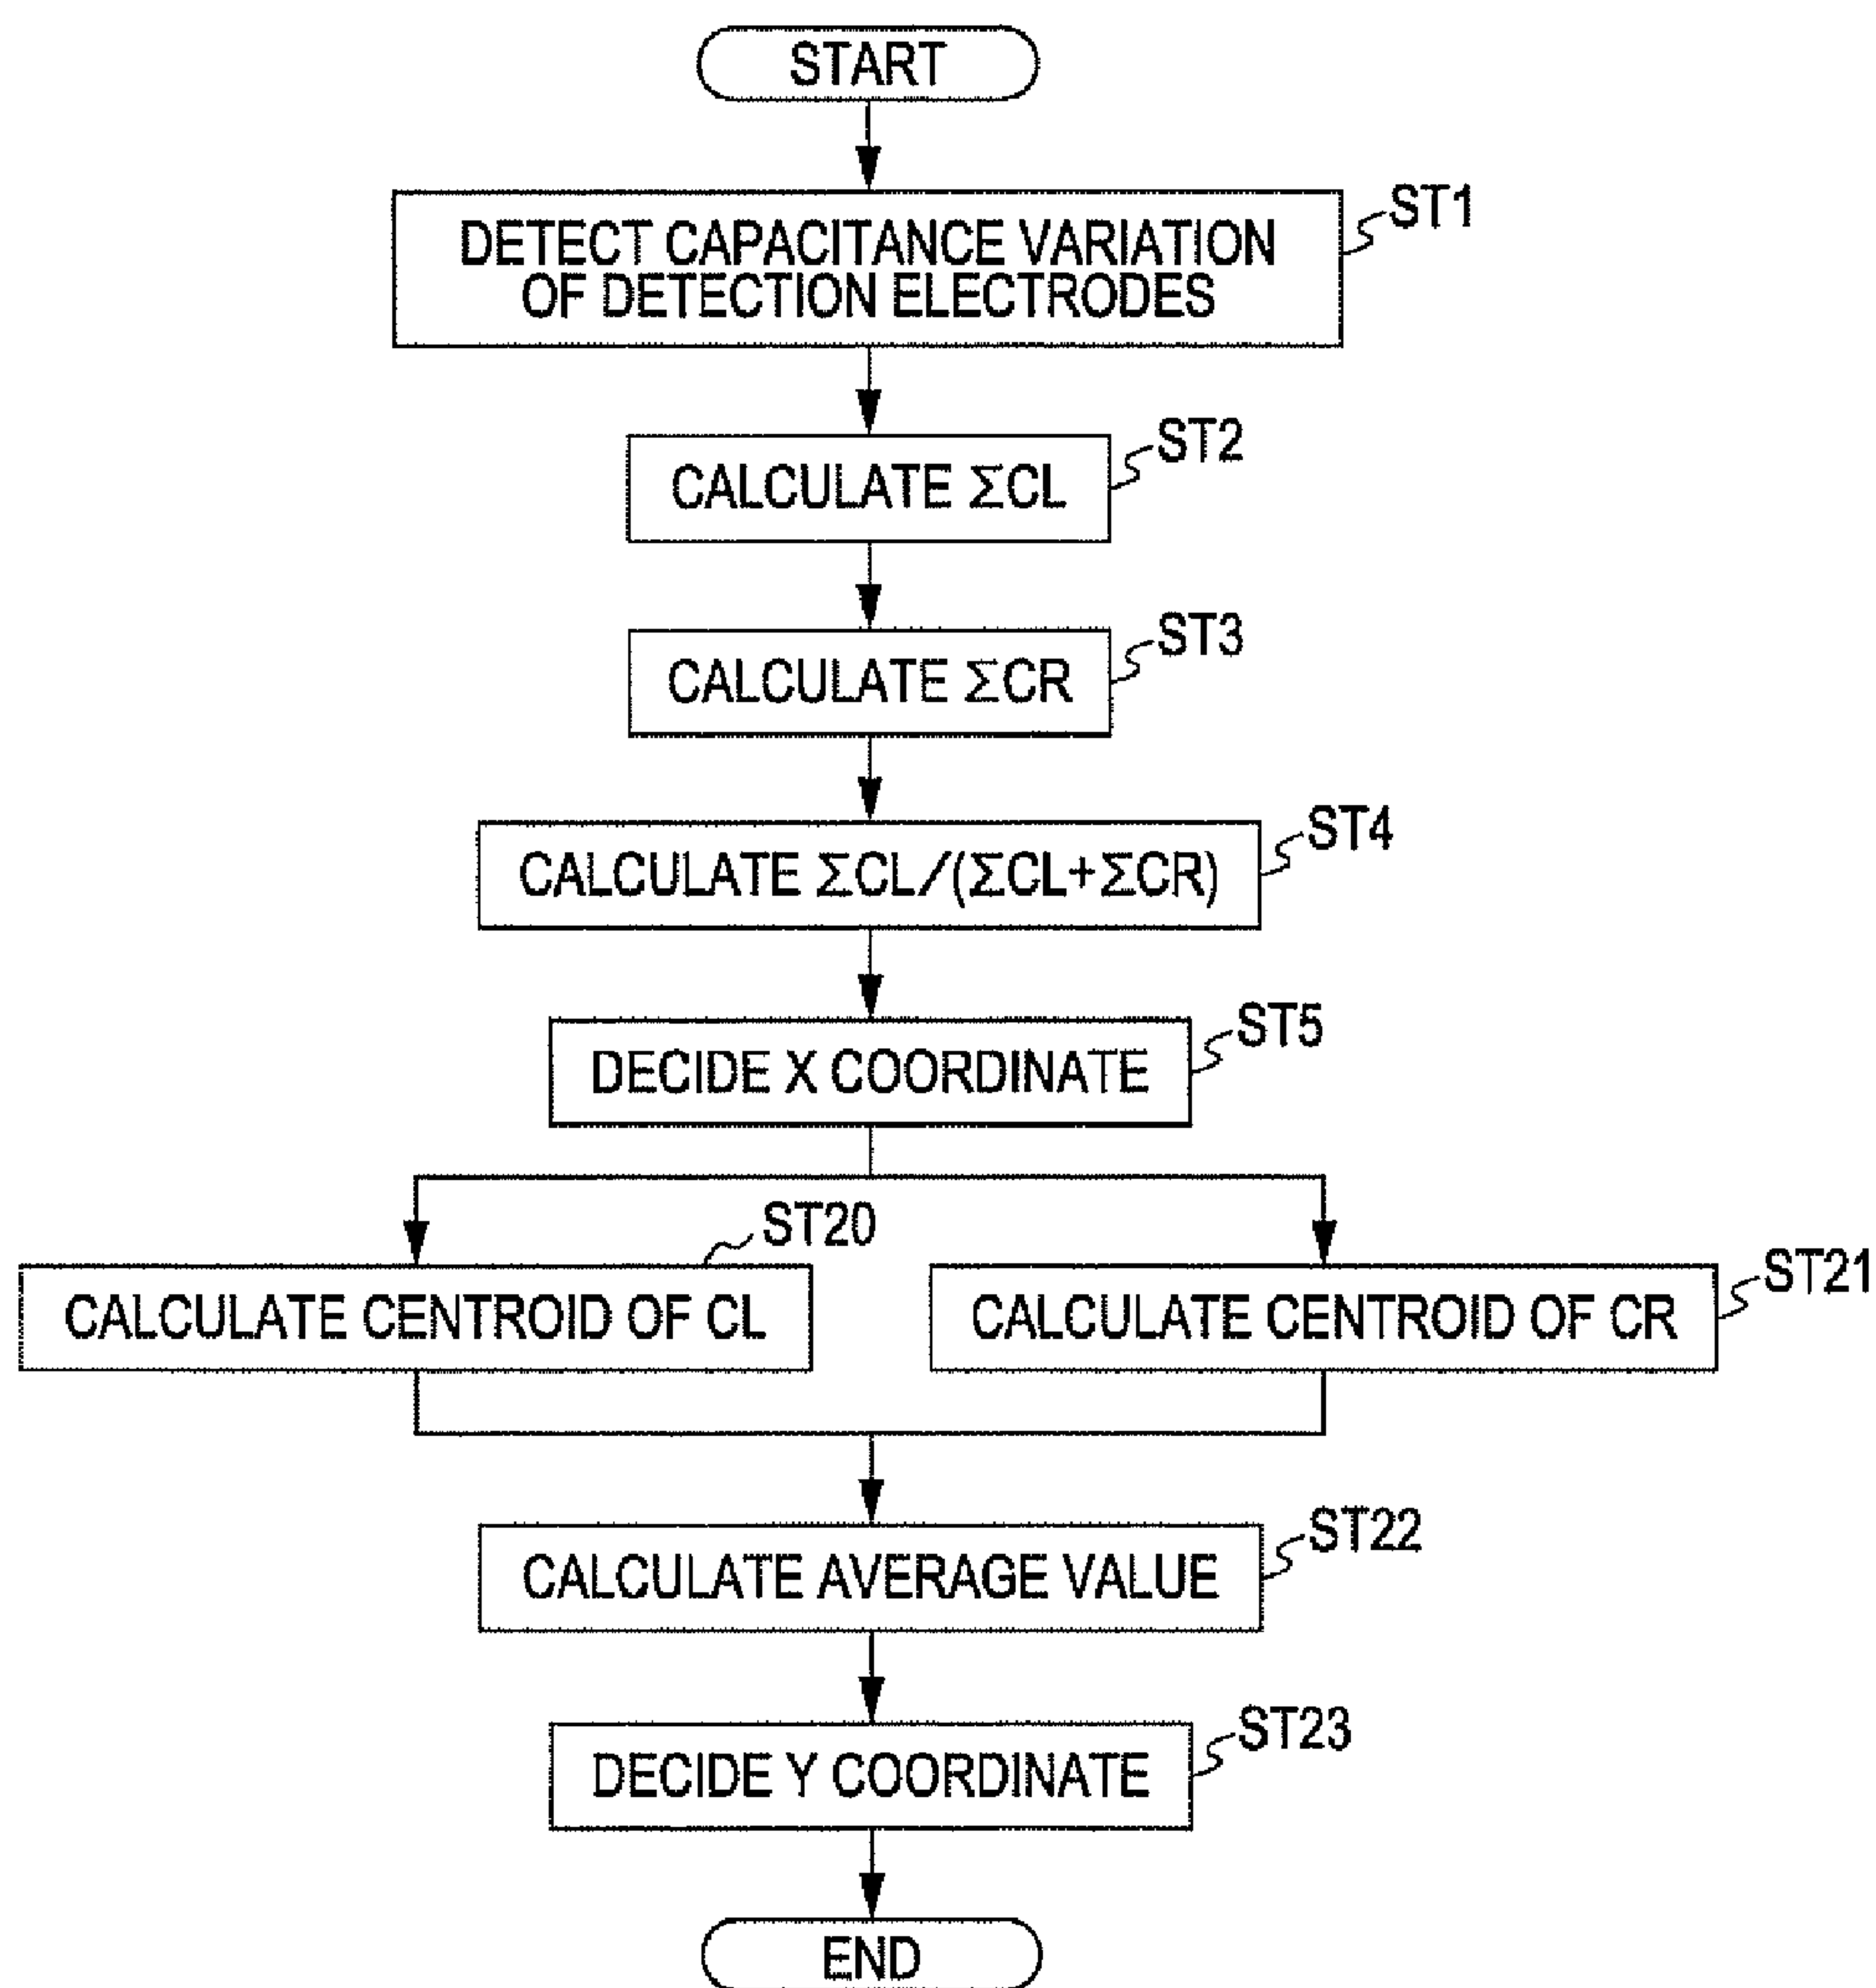 START
DETECT CAPACITANCE VARIATION
OF DETECTION ELECTRODES
ST1
CALCULATE ΣCL
ST2
CALCULATE ΣCR
ST3
CALCULATE ΣCL/(ΣCL+ΣCR)
ST4
DECIDE X COORDINATE
ST5
CALCULATE CENTROID OF CL
ST20
CALCULATE CENTROID OF CR
ST21
CALCULATE AVERAGE VALUE
ST22
DECIDE Y COORDINATE
ST23
END